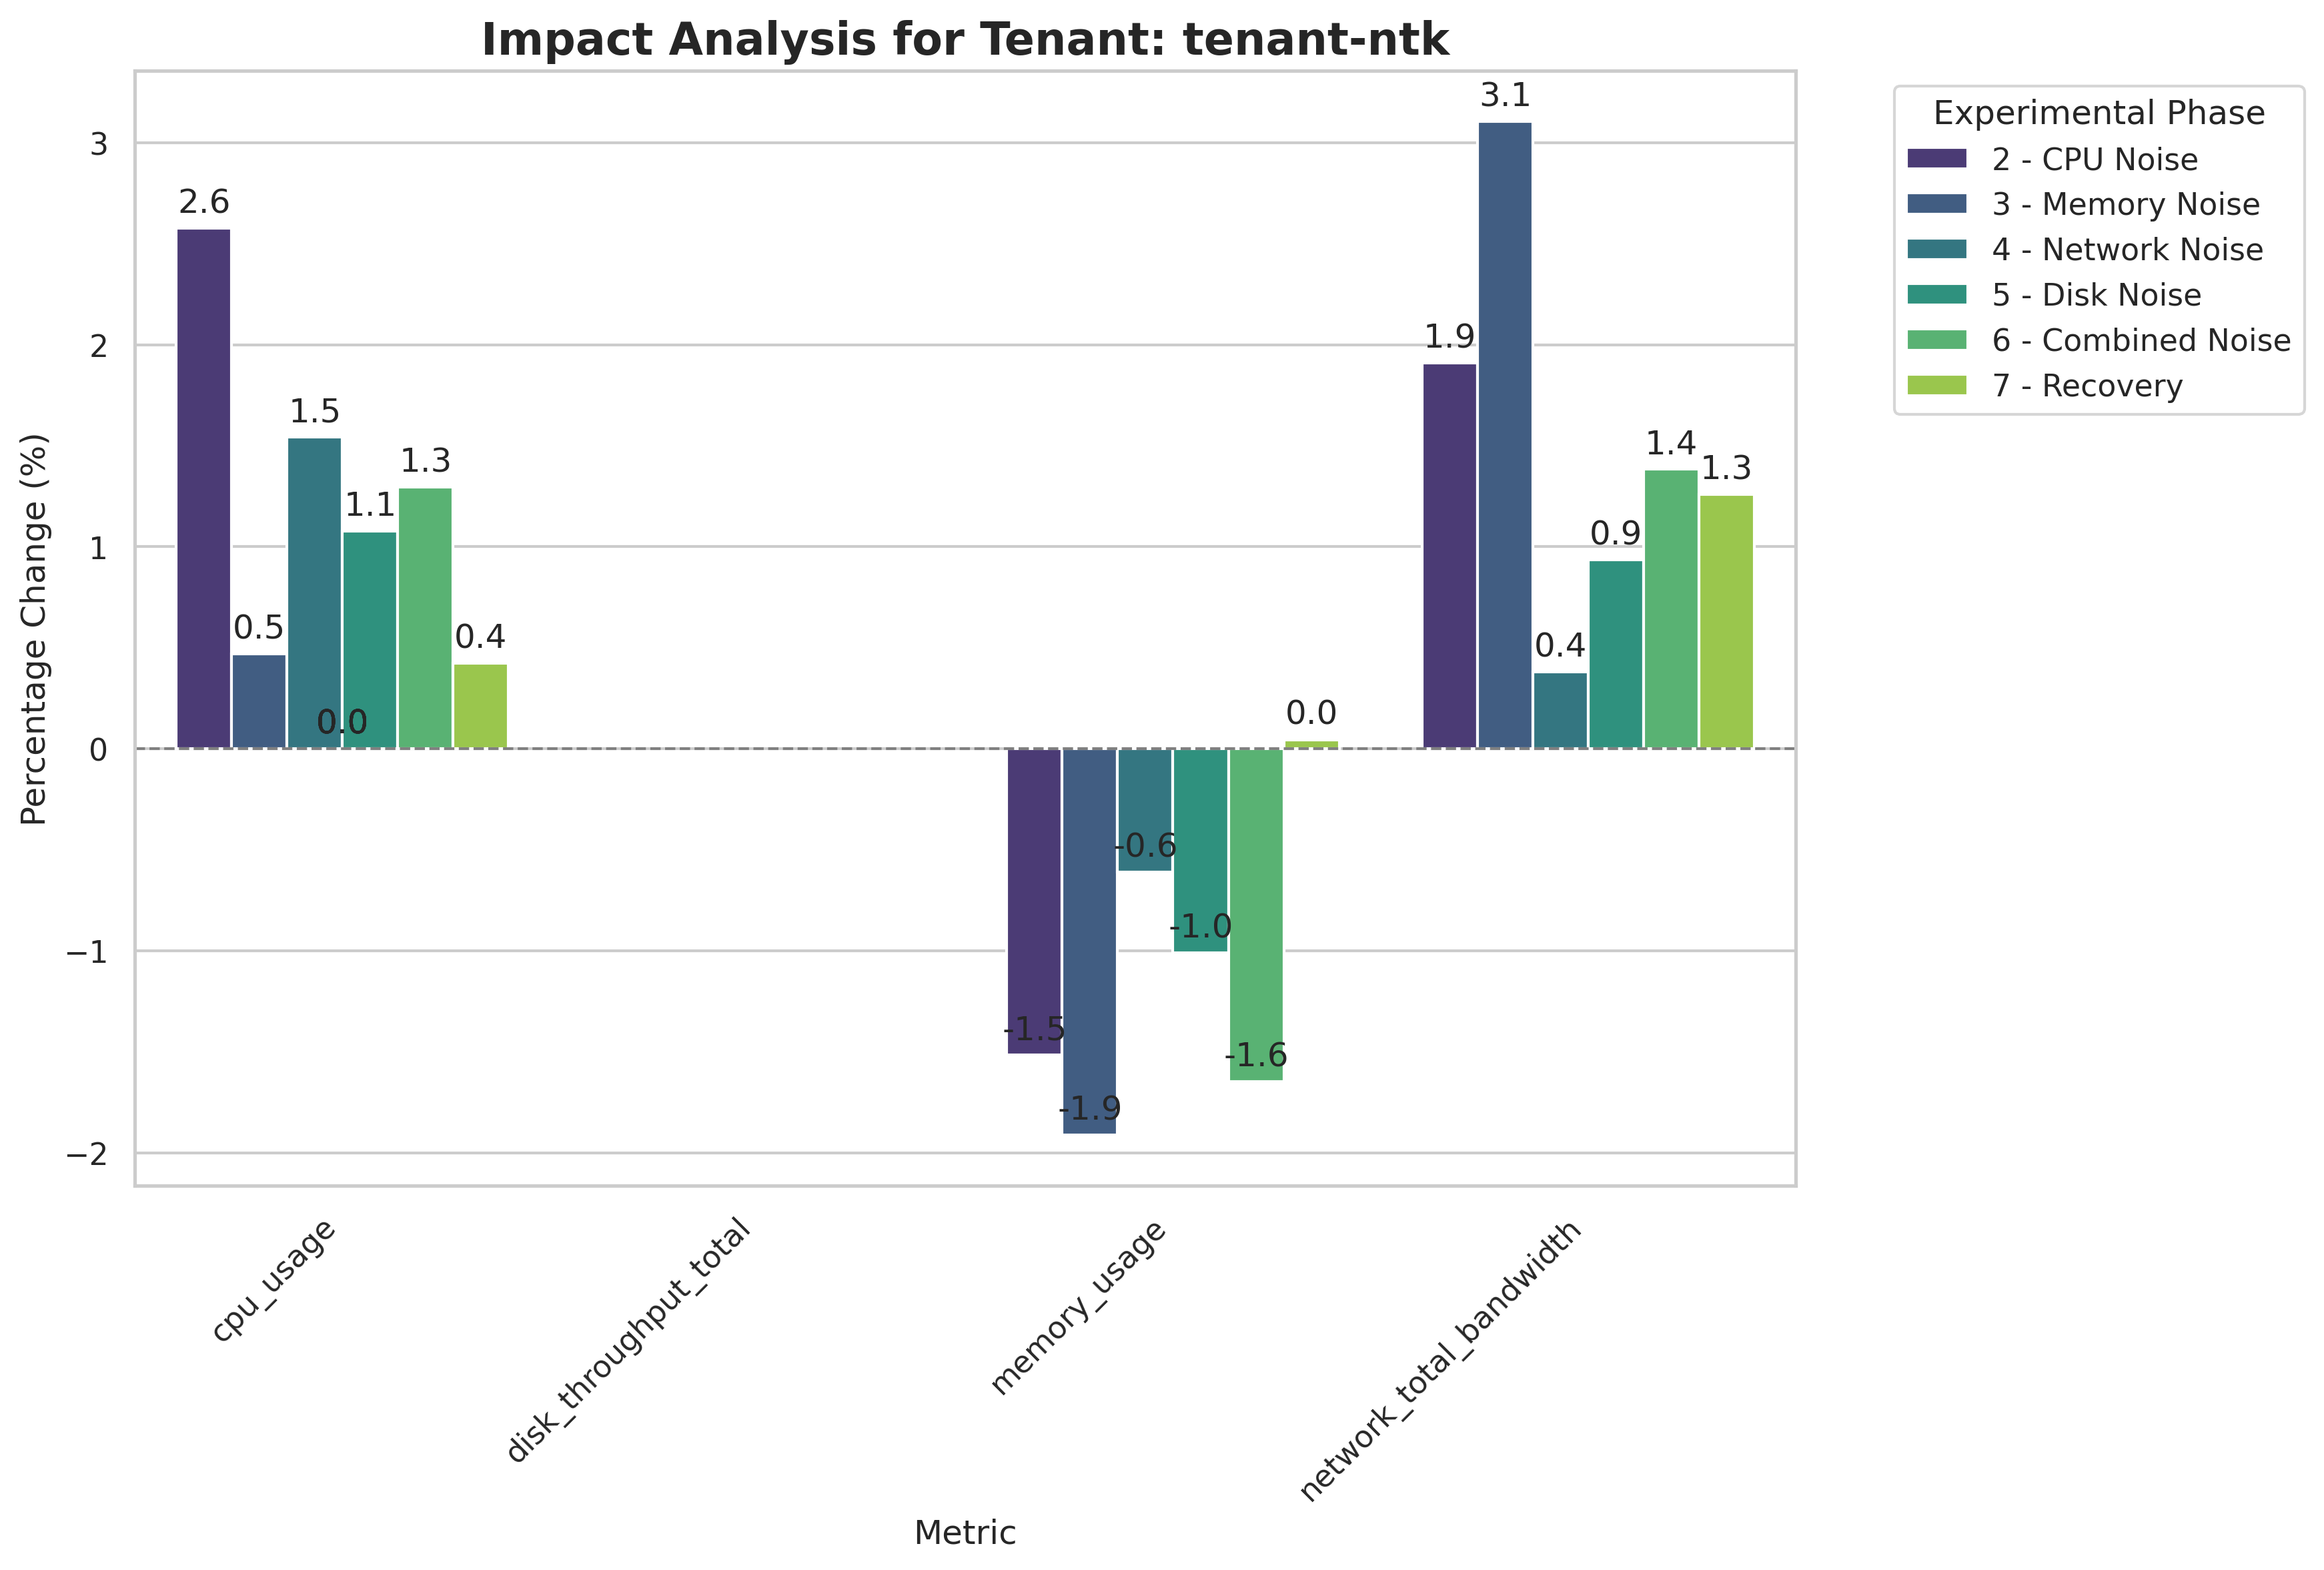 Impact Analysis for Tenant: tenant-ntk
Percentage Change (%)
3
2
1
0
−1
−2
2.6
0.5
1.5
1.1
1.3
0.4
0.0
-1.5
-1.9
-0.6
-1.0
-1.6
0.0
1.9
3.1
0.4
0.9
1.4
1.3
cpu_usage
disk_throughput_total
memory_usage
network_total_bandwidth
Metric
Experimental Phase
2 - CPU Noise
3 - Memory Noise
4 - Network Noise
5 - Disk Noise
6 - Combined Noise
7 - Recovery